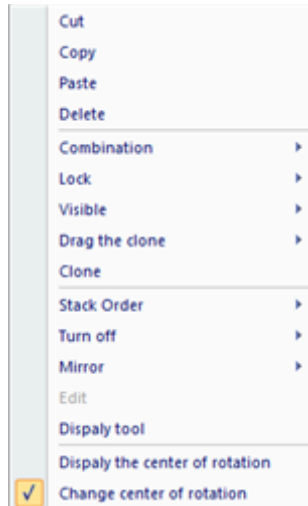 Cut
Copy
Paste
Delete
Combination
Lock
Visible
Drag the clone
Clone
Stack Order
Turn off
Mirror
Edit
Dispaly tool
Dispaly the center of rotation
Change center of rotation